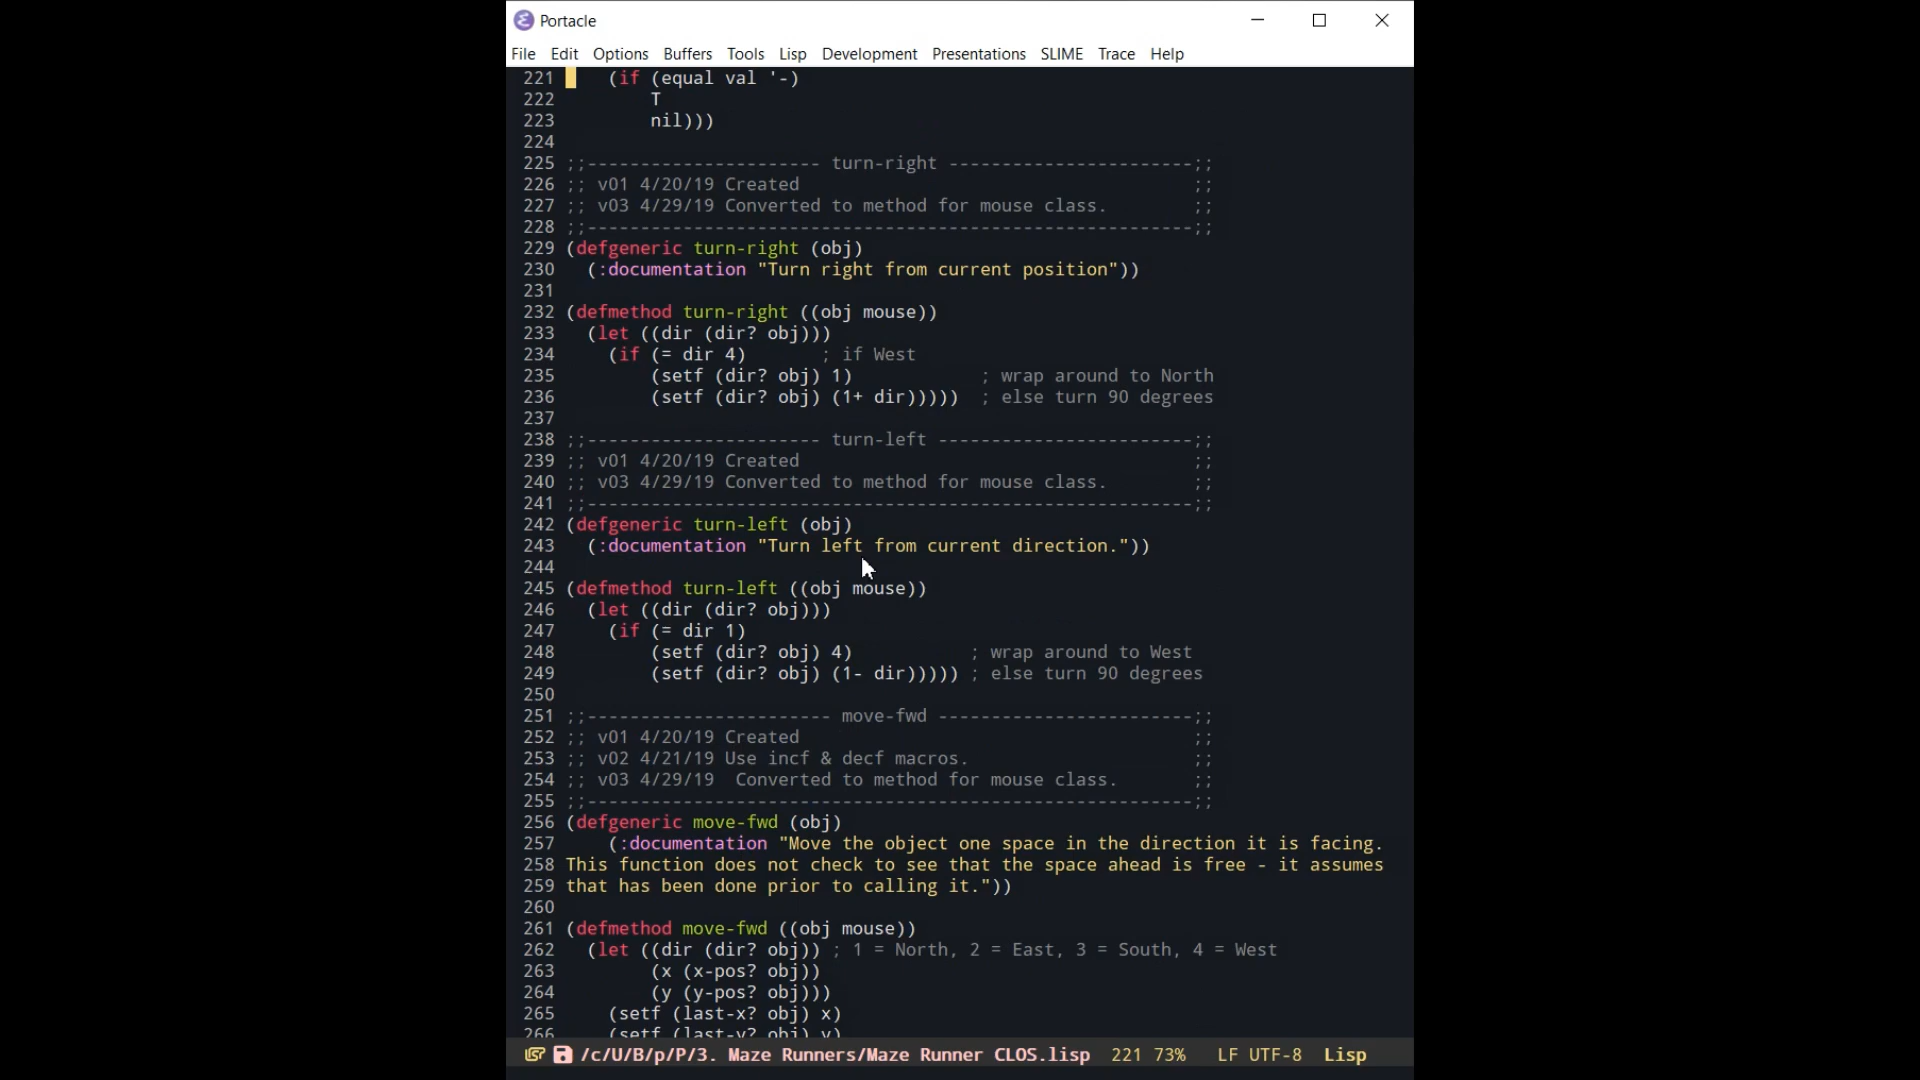 Portacle
File Edit Options Buffers Tools Lisp Development Presentations SLIME Trace Help
221     (if (equal val '-)
222         T
223         nil)))
224
225 ;;---------------------- turn-right -----------------------;;
226 ;; v01 4/20/19 Created                                     ;;
227 ;; v03 4/29/19 Converted to method for mouse class.        ;;
228 ;;---------------------------------------------------------;;
229 (defgeneric turn-right (obj)
230   (:documentation "Turn right from current position"))
231
232 (defmethod turn-right ((obj mouse))
233   (let ((dir (dir? obj)))
234     (if (= dir 4)       ; if West
235         (setf (dir? obj) 1)            ; wrap around to North
236         (setf (dir? obj) (1+ dir)))))  ; else turn 90 degrees
237
238 ;;---------------------- turn-left ------------------------;;
239 ;; v01 4/20/19 Created                                     ;;
240 ;; v03 4/29/19 Converted to method for mouse class.        ;;
241 ;;---------------------------------------------------------;;
242 (defgeneric turn-left (obj)
243   (:documentation "Turn left from current direction."))
244
245 (defmethod turn-left ((obj mouse))
246   (let ((dir (dir? obj)))
247     (if (= dir 1)
248         (setf (dir? obj) 4)           ; wrap around to West
249         (setf (dir? obj) (1- dir))))) ; else turn 90 degrees
250
251 ;;----------------------- move-fwd ------------------------;;
252 ;; v01 4/20/19 Created                                     ;;
253 ;; v02 4/21/19 Use incf & decf macros.                     ;;
254 ;; v03 4/29/19  Converted to method for mouse class.       ;;
255 ;;---------------------------------------------------------;;
256 (defgeneric move-fwd (obj)
257     (:documentation "Move the object one space in the direction it is facing.
258 This function does not check to see that the space ahead is free - it assumes
259 that has been done prior to calling it."))
260
261 (defmethod move-fwd ((obj mouse))
262   (let ((dir (dir? obj)) ; 1 = North, 2 = East, 3 = South, 4 = West
263         (x (x-pos? obj))
264         (y (y-pos? obj)))
265     (setf (last-x? obj) x)
266     (setf (last-y? obj) y)
/c/U/B/p/P/3. Maze Runners/Maze Runner CLOS.lisp 221 73% LF UTF-8 Lisp